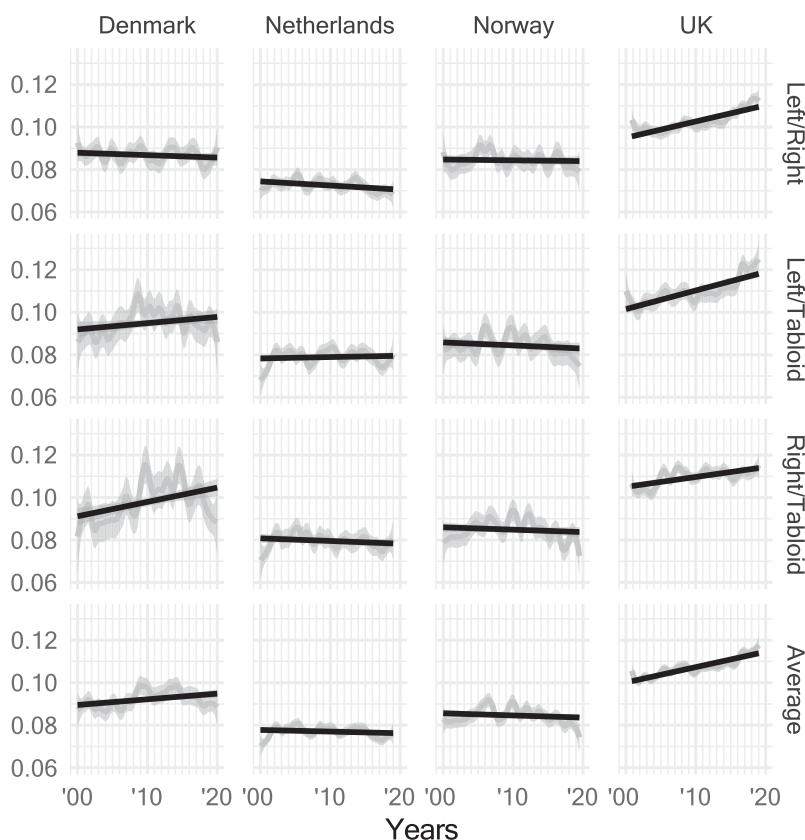 Denmark Netherlands Norway UK
0.12
0.10
0.08
0.06
Left/Right
0.12
0.10
0.08
0.06
Left/Tabloid
0.12
0.10
0.08
0.06
Right/Tabloid
0.12
0.10
0.08
0.06
Average
'00 '10 '20 '00 '10 '20 '00 '10 '20 '00 '10 '20
Years